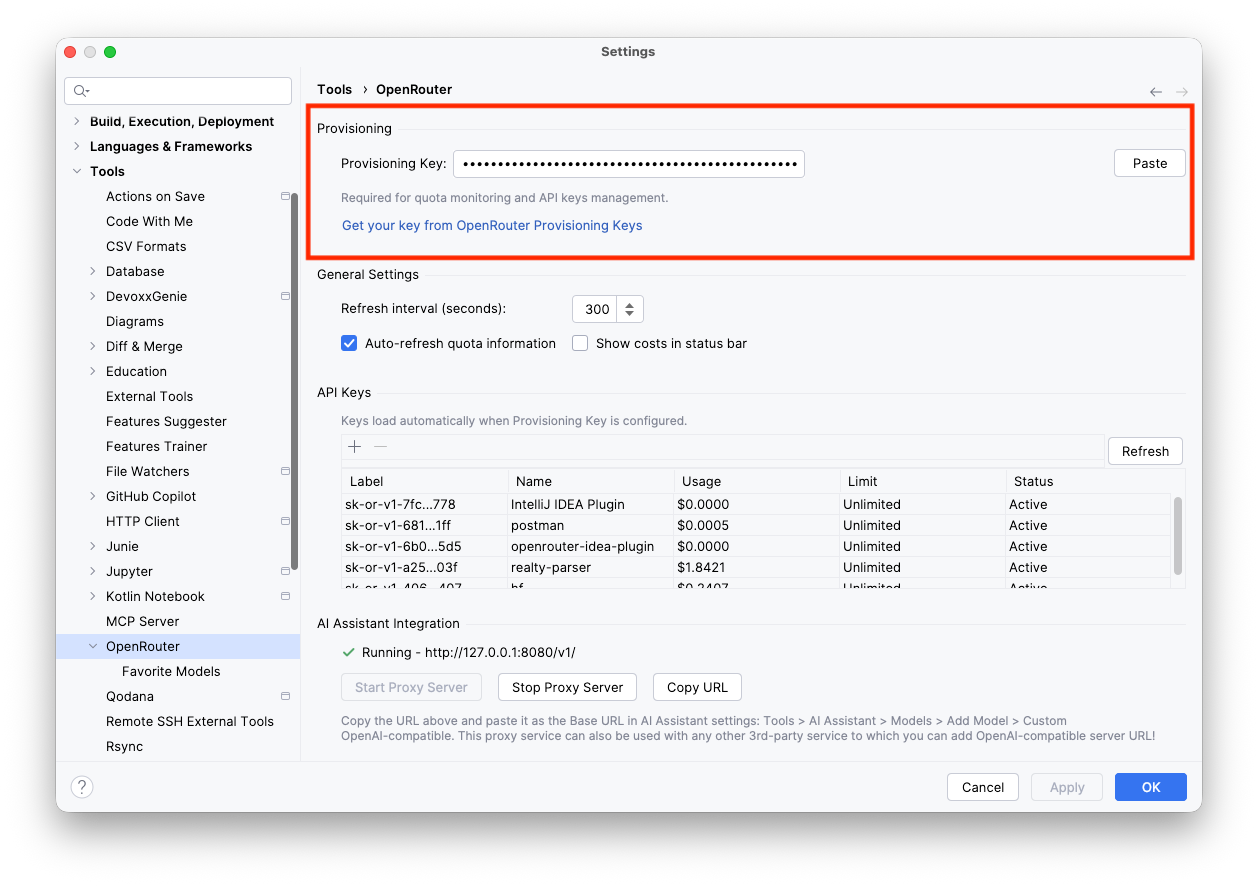 Settings
Build, Execution, Deployment
Languages & Frameworks
Tools
Actions on Save
Code With Me
CSV Formats
Database
DevoxxGenie
Diagrams
Diff & Merge
Education
External Tools
Features Suggester
Features Trainer
File Watchers
GitHub Copilot
HTTP Client
Junie
Jupyter
Kotlin Notebook
MCP Server
OpenRouter
Favorite Models
Qodana
Remote SSH External Tools
Rsync
Tools › OpenRouter
Provisioning
Provisioning Key: Paste
Required for quota monitoring and API keys management.
Get your key from OpenRouter Provisioning Keys
General Settings
Refresh interval (seconds): 300
Auto-refresh quota information Show costs in status bar
API Keys
Keys load automatically when Provisioning Key is configured.
Refresh
Label Name Usage Limit Status
sk-or-v1-7fc...778 IntelliJ IDEA Plugin $0.0000 Unlimited Active
sk-or-v1-681...1ff postman $0.0005 Unlimited Active
sk-or-v1-6b0...5d5 openrouter-idea-plugin $0.0000 Unlimited Active
sk-or-v1-a25...03f realty-parser $1.8421 Unlimited Active
Unlimited Active
AI Assistant Integration
Running - http://127.0.0.1:8080/v1/
Start Proxy Server Stop Proxy Server Copy URL
Copy the URL above and paste it as the Base URL in AI Assistant settings: Tools > AI Assistant > Models > Add Model > Custom
OpenAI-compatible. This proxy service can also be used with any other 3rd-party service to which you can add OpenAI-compatible server URL!
? Cancel Apply OK